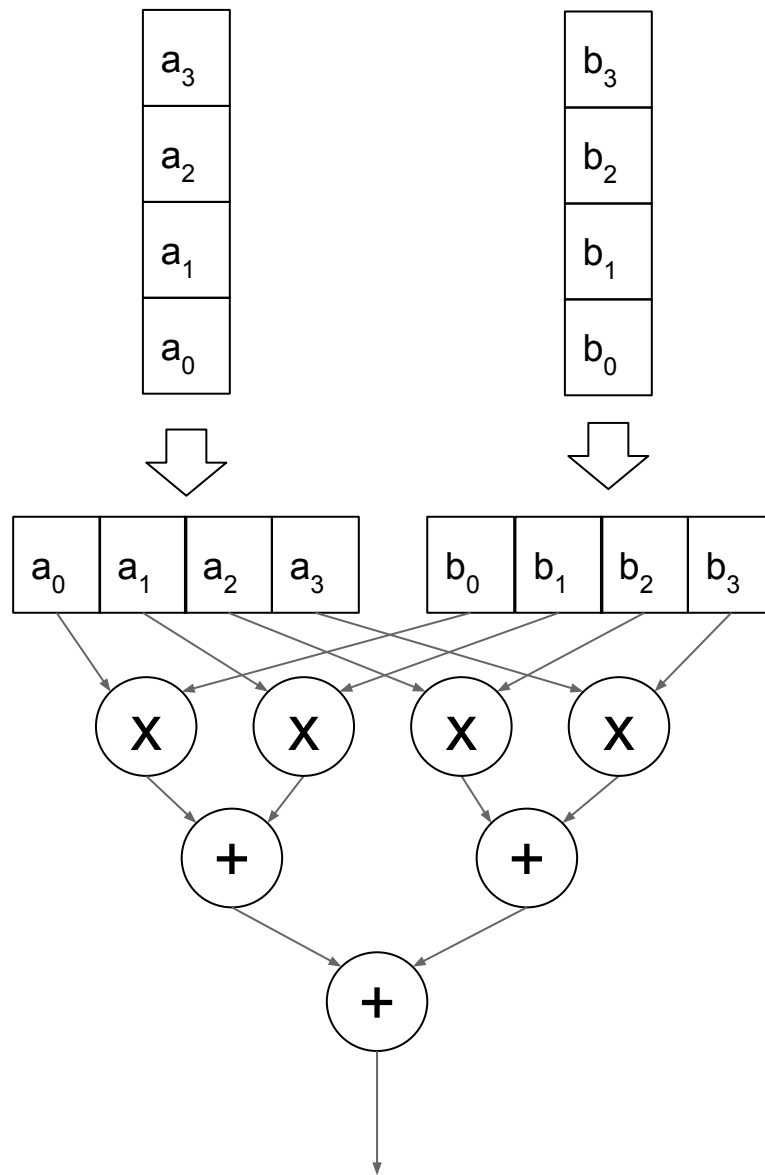 a₃ b₃
a₂ b₂
a₁ b₁
a₀ b₀
a₀ a₁ a₂ a₃ b₀ b₁ b₂ b₃
x x x x
+ +
+